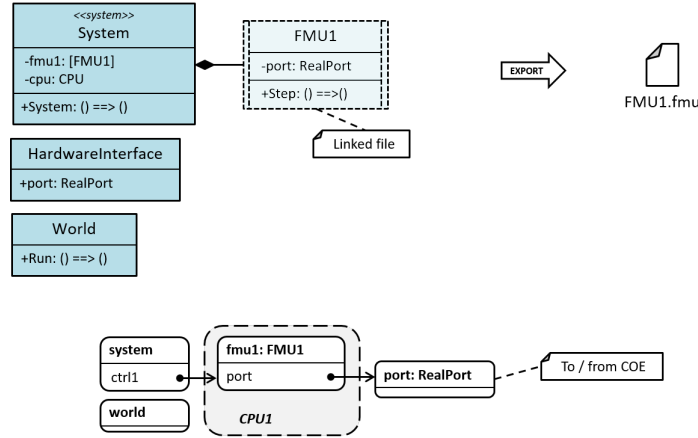 <<system>>
System
-fmu1: [FMU1]
-cpu: CPU
+System: () ==> ()
FMU1
-port: RealPort
+Step: () ==>()
Linked file
EXPORT
FMU1.fmu
HardwareInterface
+port: RealPort
World
+Run: () ==> ()
system
ctrl1
world
fmu1: FMU1
port
CPU1
port: RealPort
To / from COE